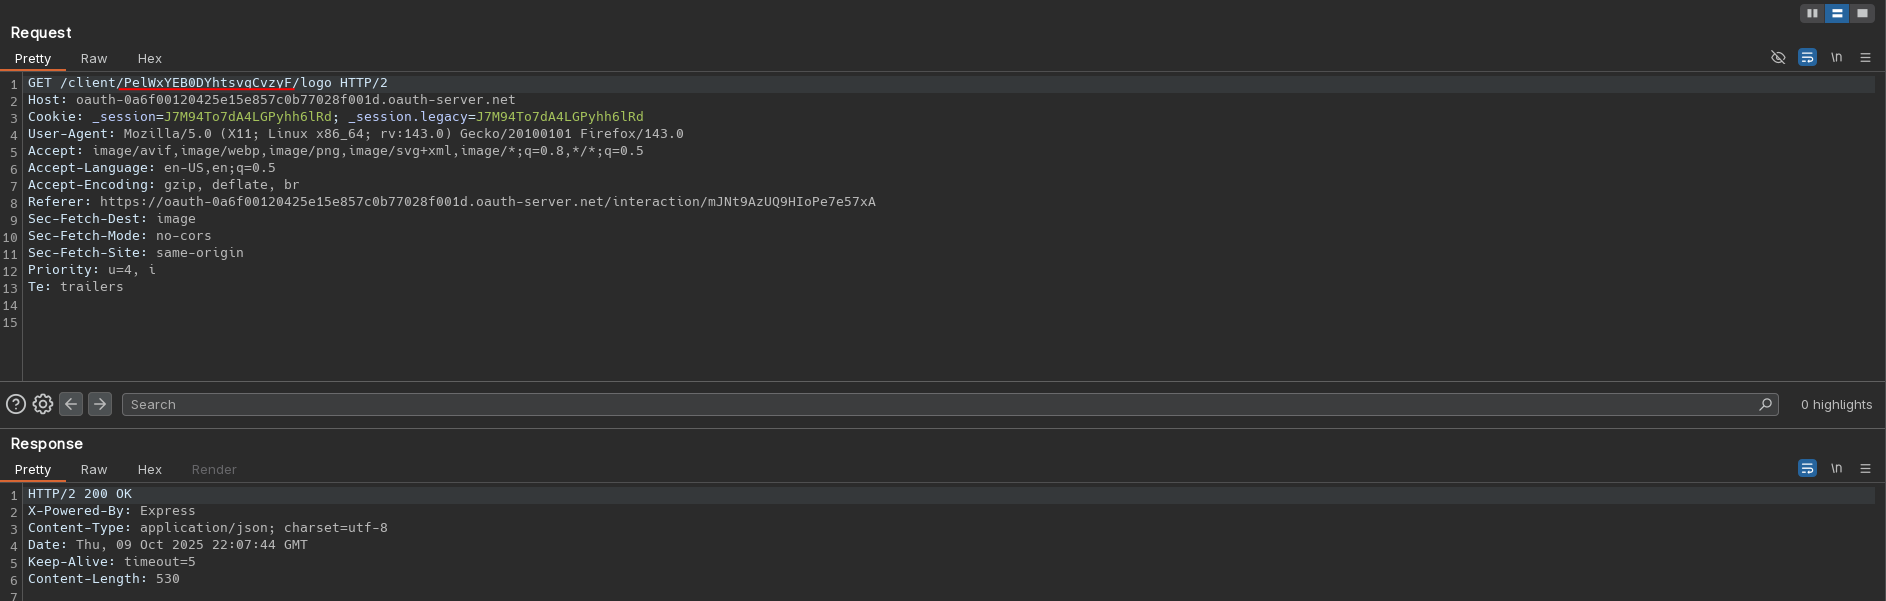 Request
Pretty Raw Hex
\n
1 GET /client/PelWxYEB0DYhtsvgCvzyF/logo HTTP/2
2 Host: oauth-0a6f00120425e15e857c0b77028f001d.oauth-server.net
3 Cookie: _session=J7M94To7dA4LGPyhh6lRd; _session.legacy=J7M94To7dA4LGPyhh6lRd
4 User-Agent: Mozilla/5.0 (X11; Linux x86_64; rv:143.0) Gecko/20100101 Firefox/143.0
5 Accept: image/avif,image/webp,image/png,image/svg+xml,image/*;q=0.8,*/*;q=0.5
6 Accept-Language: en-US,en;q=0.5
7 Accept-Encoding: gzip, deflate, br
8 Referer: https://oauth-0a6f00120425e15e857c0b77028f001d.oauth-server.net/interaction/mJNt9AzUQ9HIoPe7e57xA
9 Sec-Fetch-Dest: image
10 Sec-Fetch-Mode: no-cors
11 Sec-Fetch-Site: same-origin
12 Priority: u=4, i
13 Te: trailers
14
15
Search 0 highlights
Response
Pretty Raw Hex Render
\n
1 HTTP/2 200 OK
2 X-Powered-By: Express
3 Content-Type: application/json; charset=utf-8
4 Date: Thu, 09 Oct 2025 22:07:44 GMT
5 Keep-Alive: timeout=5
6 Content-Length: 530
7